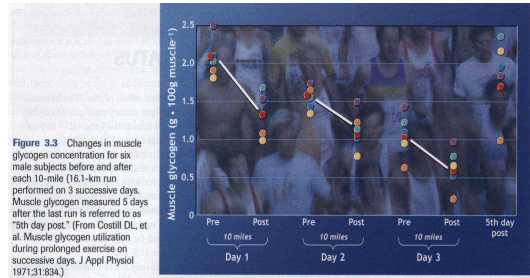 Figure 3.3 Changes in muscle
glycogen concentration for six
male subjects before and after
each 10-mile (16.1-km run
performed on 3 successive days.
Muscle glycogen measured 5 days
after the last run is referred to as
"5th day post." (From Costill DL, et
al. Muscle glycogen utilization
during prolonged exercise on
successive days. J Appl Physiol
1971;31:834.)
Muscle glycogen (g · 100g muscle⁻¹)
2.5
2.0
1.5
1.0
0.5
0
Pre Post Pre Post Pre Post 5th day
post
10 miles 10 miles 10 miles
Day 1 Day 2 Day 3